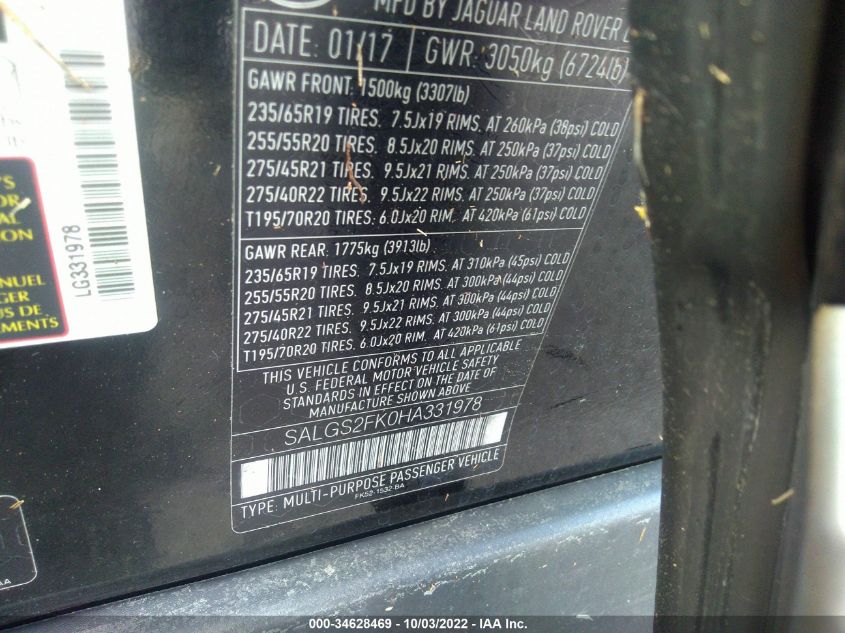 MFD BY JAGUAR LAND ROVER
DATE: 01/17 GWR: 3050kg (6724lb)
GAWR FRONT: 1500kg (3307lb)
235/65R19 TIRES. 7.5Jx19 RIMS. AT 260kPa (38psi) COLD
255/55R20 TIRES. 8.5Jx20 RIMS. AT 250kPa (37psi) COLD
275/45R21 TIRES. 9.5Jx21 RIMS. AT 250kPa (37psi) COLD
275/40R22 TIRES. 9.5Jx22 RIMS. AT 250kPa (37psi) COLD
T195/70R20 TIRES: 6.0Jx20 RIM. AT 420kPa (61psi) COLD
GAWR REAR: 1775kg (3913lb)
235/65R19 TIRES. 7.5Jx19 RIMS. AT 310kPa (45psi) COLD
255/55R20 TIRES. 8.5Jx20 RIMS. AT 300kPa (44psi) COLD
275/45R21 TIRES. 9.5Jx21 RIMS. AT 300kPa (44psi) COLD
275/40R22 TIRES. 9.5Jx22 RIMS. AT 300kPa (44psi) COLD
T195/70R20 TIRES: 6.0Jx20 RIM. AT 420kPa (61psi) COLD
THIS VEHICLE CONFORMS TO ALL APPLICABLE
U.S. FEDERAL MOTOR VEHICLE SAFETY
STANDARDS IN EFFECT ON THE DATE OF
MANUFACTURE SHOWN ABOVE
SALGS2FK0HA331978
TYPE: MULTI-PURPOSE PASSENGER VEHICLE
FK52-1532-BA
LG331978
000-34628469 - 10/03/2022 - IAA Inc.